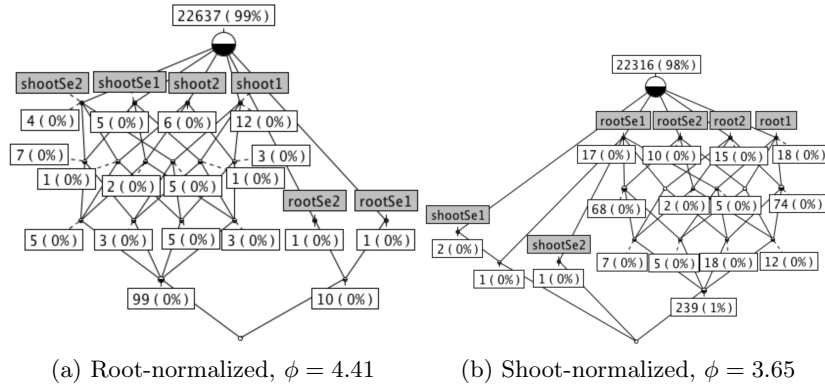 22637 (99%)
shootSe2 shootSe1 shoot2 shoot1
4 (0%) 5 (0%) 6 (0%) 12 (0%)
7 (0%) 3 (0%)
1 (0%) 2 (0%) 5 (0%) 1 (0%)
rootSe2 rootSe1
5 (0%) 3 (0%) 5 (0%) 3 (0%) 1 (0%) 1 (0%)
99 (0%) 10 (0%)
(a) Root-normalized, ϕ = 4.41
22316 (98%)
rootSe1 rootSe2 root2 root1
17 (0%) 10 (0%) 15 (0%) 18 (0%)
68 (0%) 2 (0%) 5 (0%) 74 (0%)
shootSe1
2 (0%) shootSe2
1 (0%) 1 (0%) 7 (0%) 5 (0%) 18 (0%) 12 (0%)
239 (1%)
(b) Shoot-normalized, ϕ = 3.65